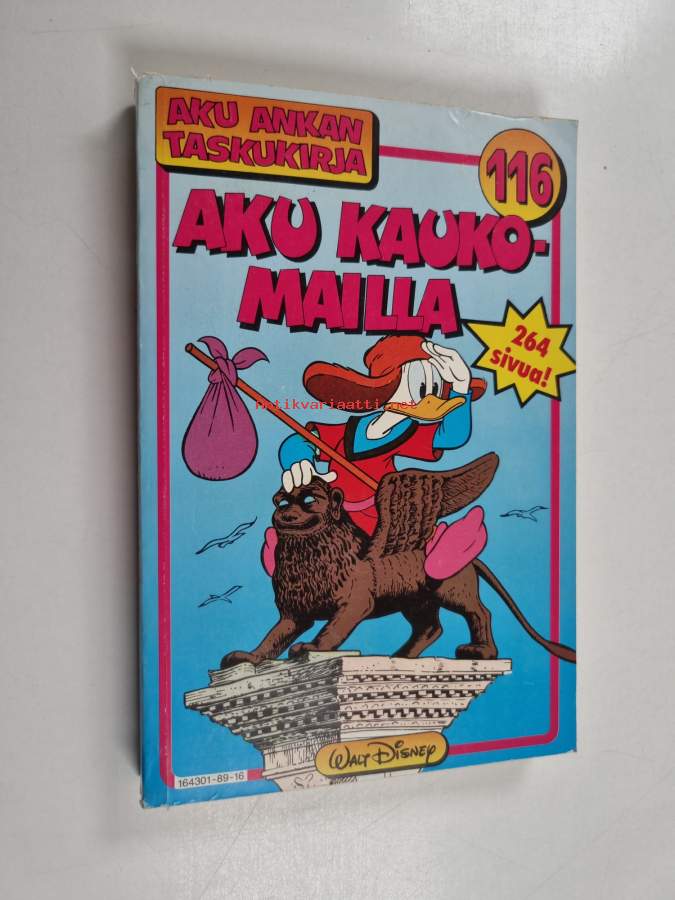 AKU ANKAN
TASKUKIRJA
116
AKU KAUKO-
MAILLA
264
sivua!
Antikvariaatti.net
WALT DISNEY
164301-89-16